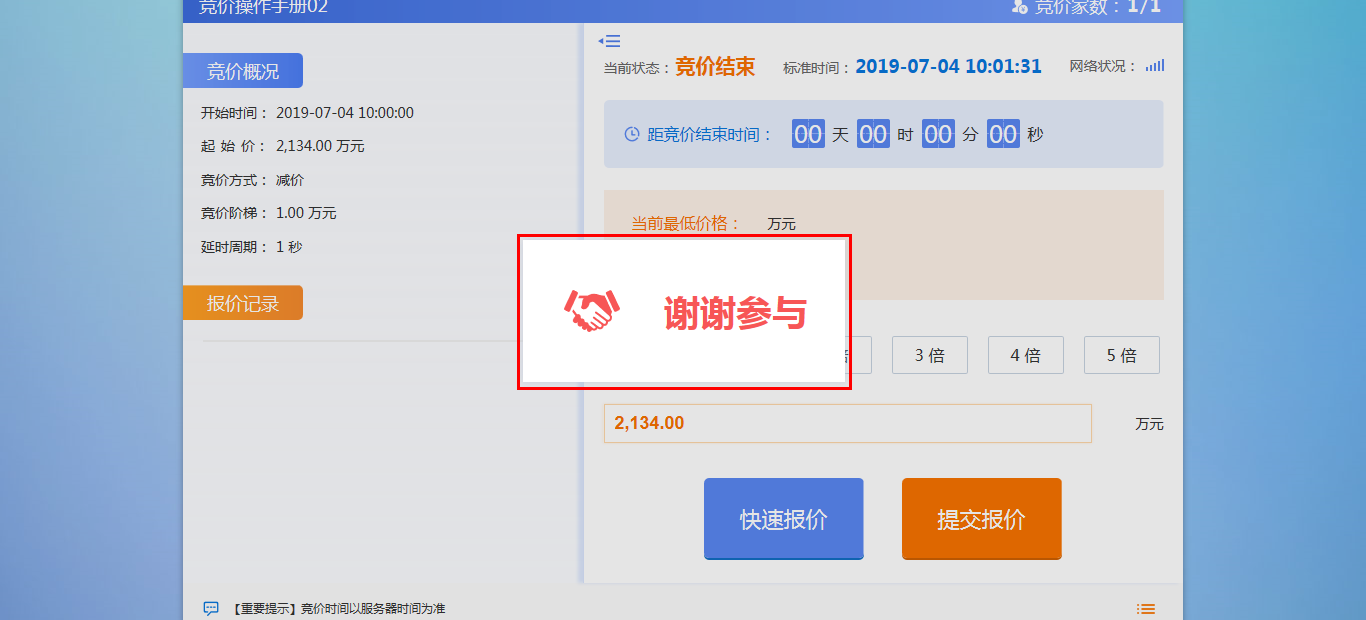 竞价操作手册02
竞价家数：1/1
竞价概况
开始时间： 2019-07-04 10:00:00
起 始 价： 2,134.00 万元
竞价方式： 减价
竞价阶梯： 1.00 万元
延时周期： 1 秒
报价记录
当前状态：竞价结束 标准时间：2019-07-04 10:01:31 网络状况：
距竞价结束时间： 00 天 00 时 00 分 00 秒
当前最低价格： 万元
谢谢参与
倍 3 倍 4 倍 5 倍
2,134.00 万元
快速报价 提交报价
【重要提示】竞价时间以服务器时间为准